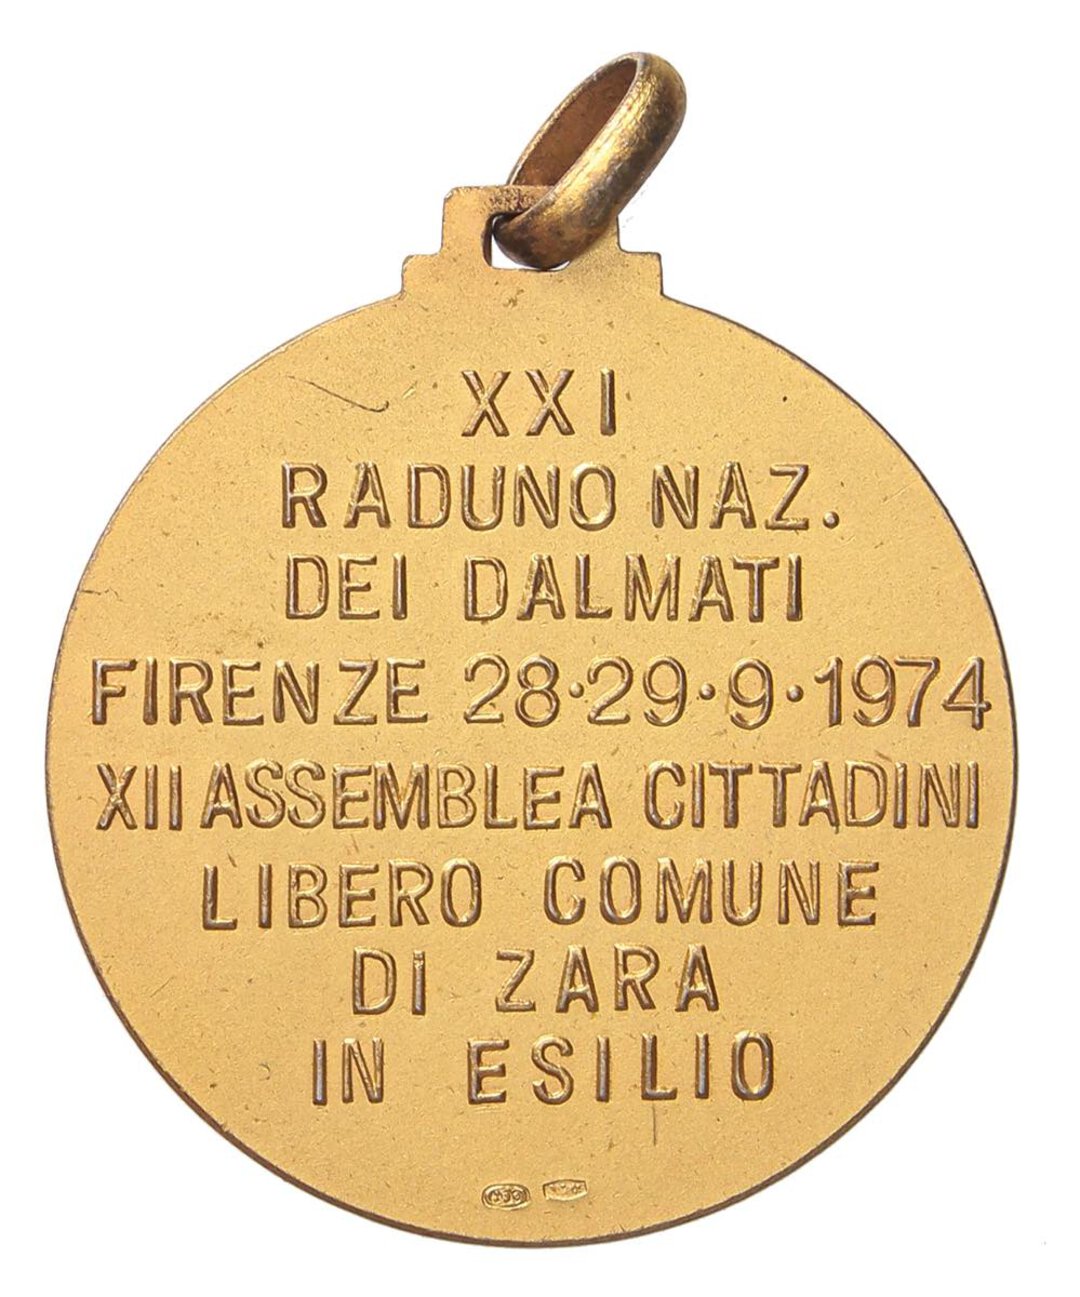 XXI
RADUNO NAZ.
DEI DALMATI
FIRENZE 28·29·9·1974
XII ASSEMBLEA CITTADINI
LIBERO COMUNE
DI ZARA
IN ESILIO